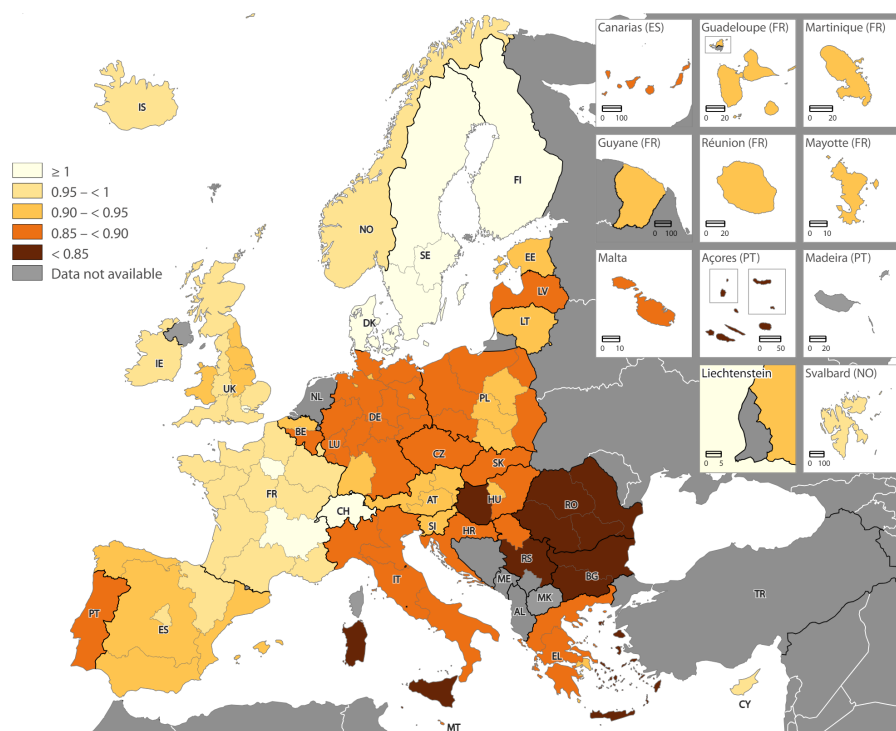 Canarias (ES)
0 100
Guadeloupe (FR)
0 20
Martinique (FR)
0 20
Guyane (FR)
0 100
Réunion (FR)
0 20
Mayotte (FR)
0 10
Malta
0 10
Açores (PT)
0 50
Madeira (PT)
0 20
Liechtenstein
0 5
Svalbard (NO)
0 100
≥ 1
0.95 – < 1
0.90 – < 0.95
0.85 – < 0.90
< 0.85
Data not available
IS
FI
NO
SE
EE
LV
LT
DK
IE
UK
NL
BE
LU
DE
PL
CZ
SK
FR
CH
AT
HU
RO
SI
HR
RS
BG
IT
ME
MK
AL
TR
PT
ES
EL
CY
MT